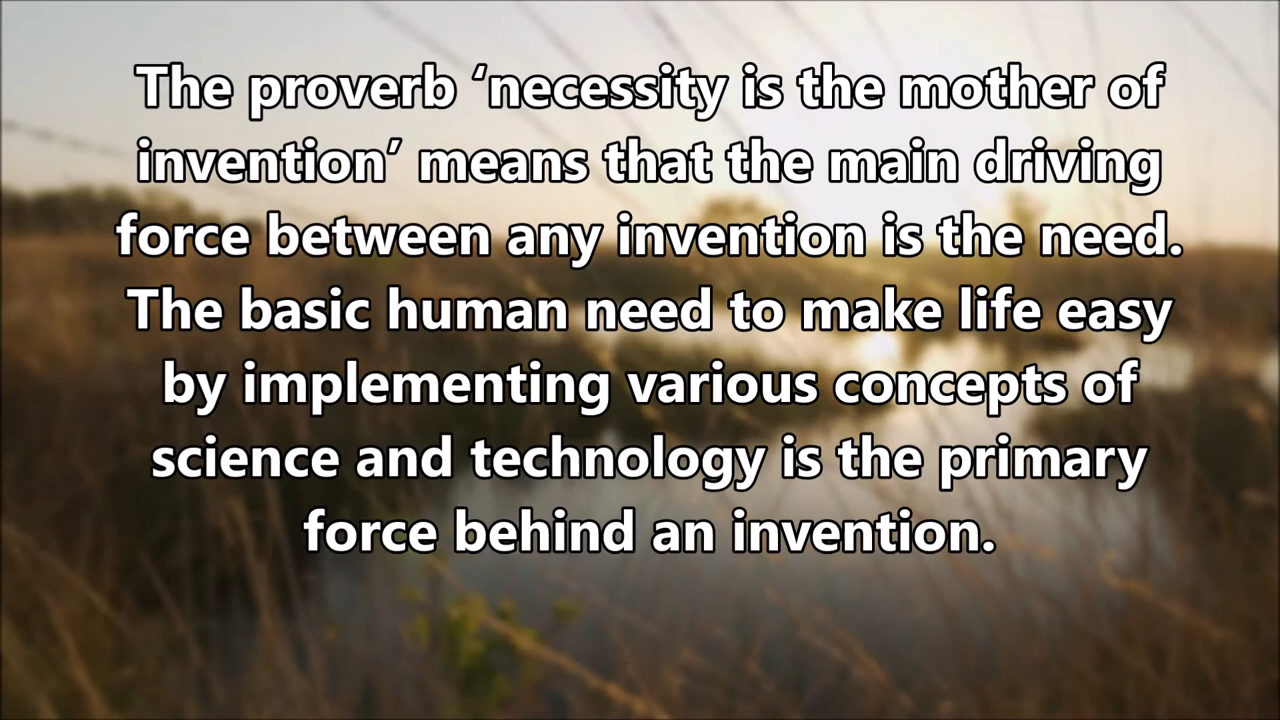 The proverb ‘necessity is the mother of
invention’ means that the main driving
force between any invention is the need.
The basic human need to make life easy
by implementing various concepts of
science and technology is the primary
force behind an invention.